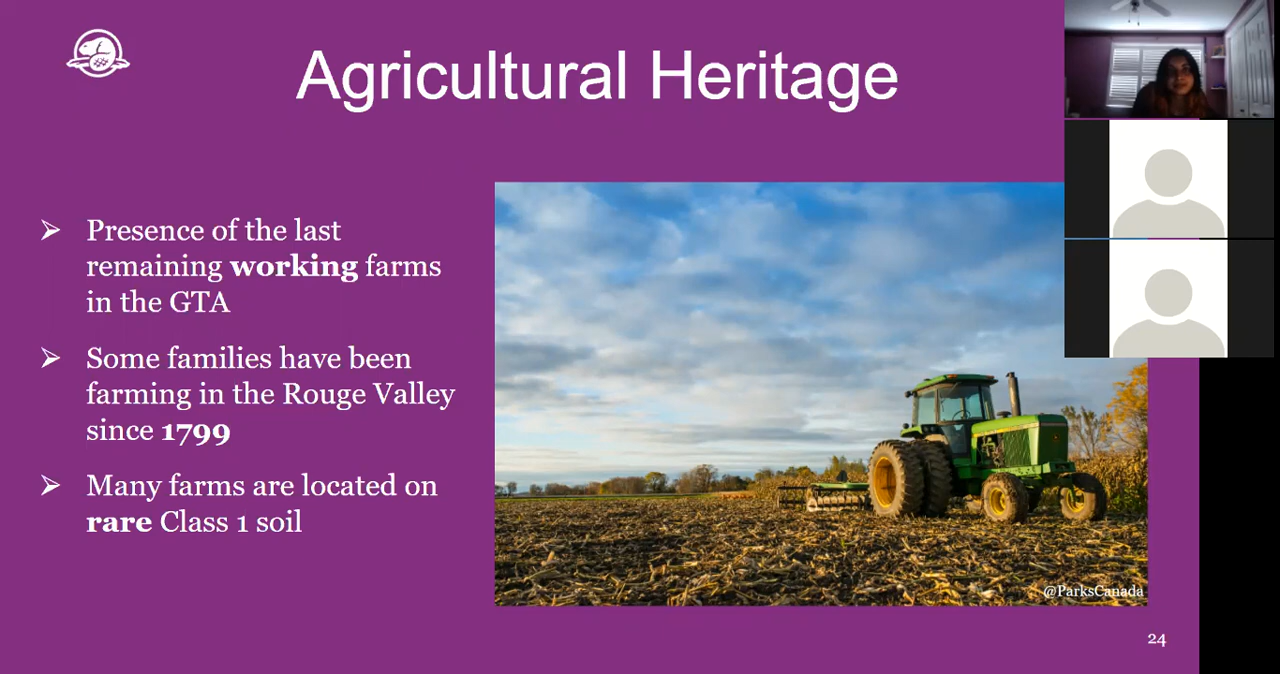 Agricultural Heritage
Presence of the last
remaining working farms
in the GTA
Some families have been
farming in the Rouge Valley
since 1799
Many farms are located on
rare Class 1 soil
@ParksCanada
24